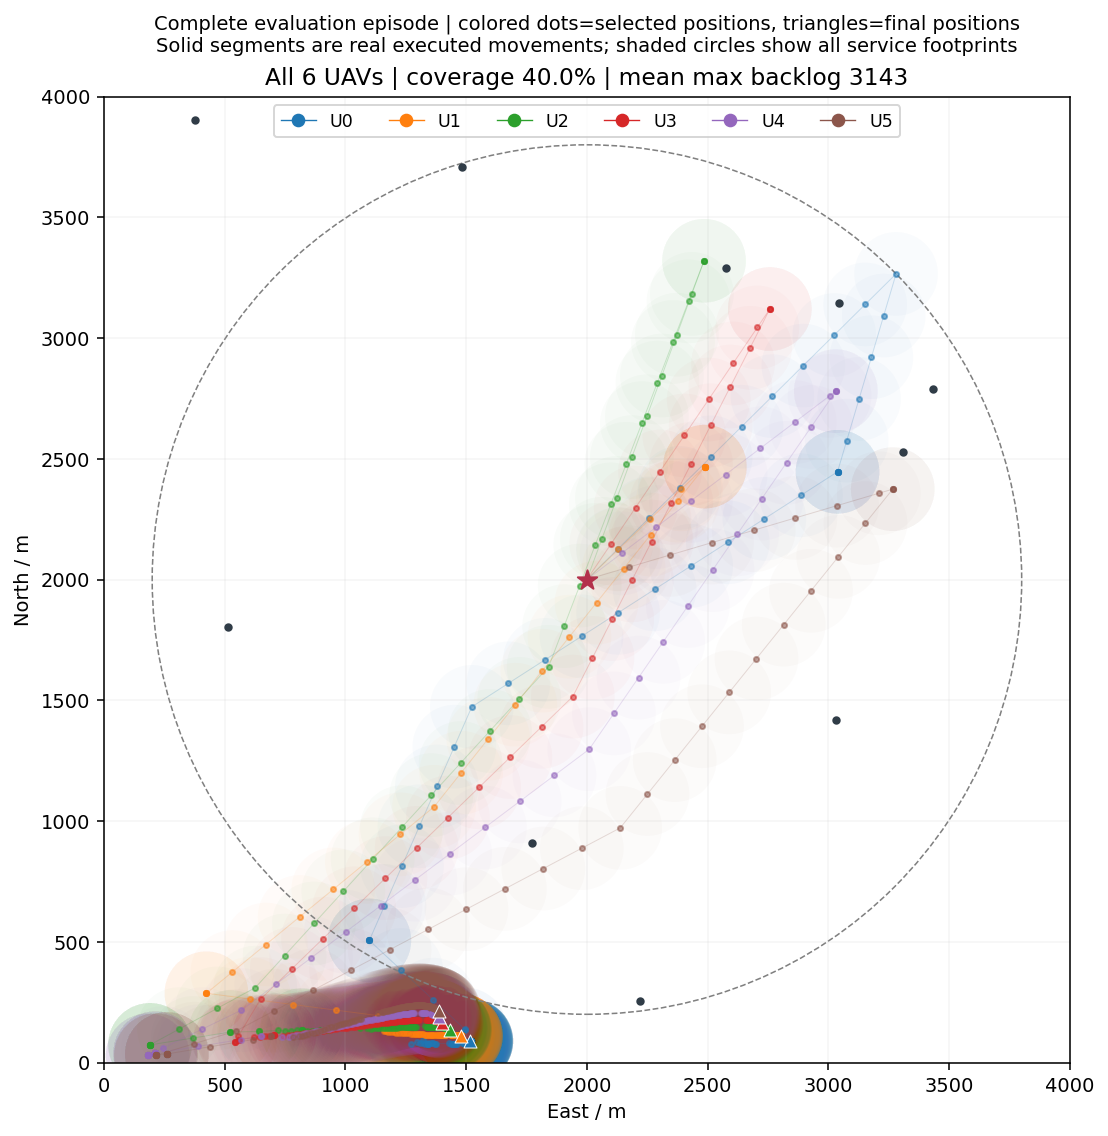 Complete evaluation episode | colored dots=selected positions, triangles=final positions
Solid segments are real executed movements; shaded circles show all service footprints
All 6 UAVs | coverage 40.0% | mean max backlog 3143
U0 U1 U2 U3 U4 U5
4000
3500
3000
2500
2000
1500
1000
500
0
North / m
0 500 1000 1500 2000 2500 3000 3500 4000
East / m